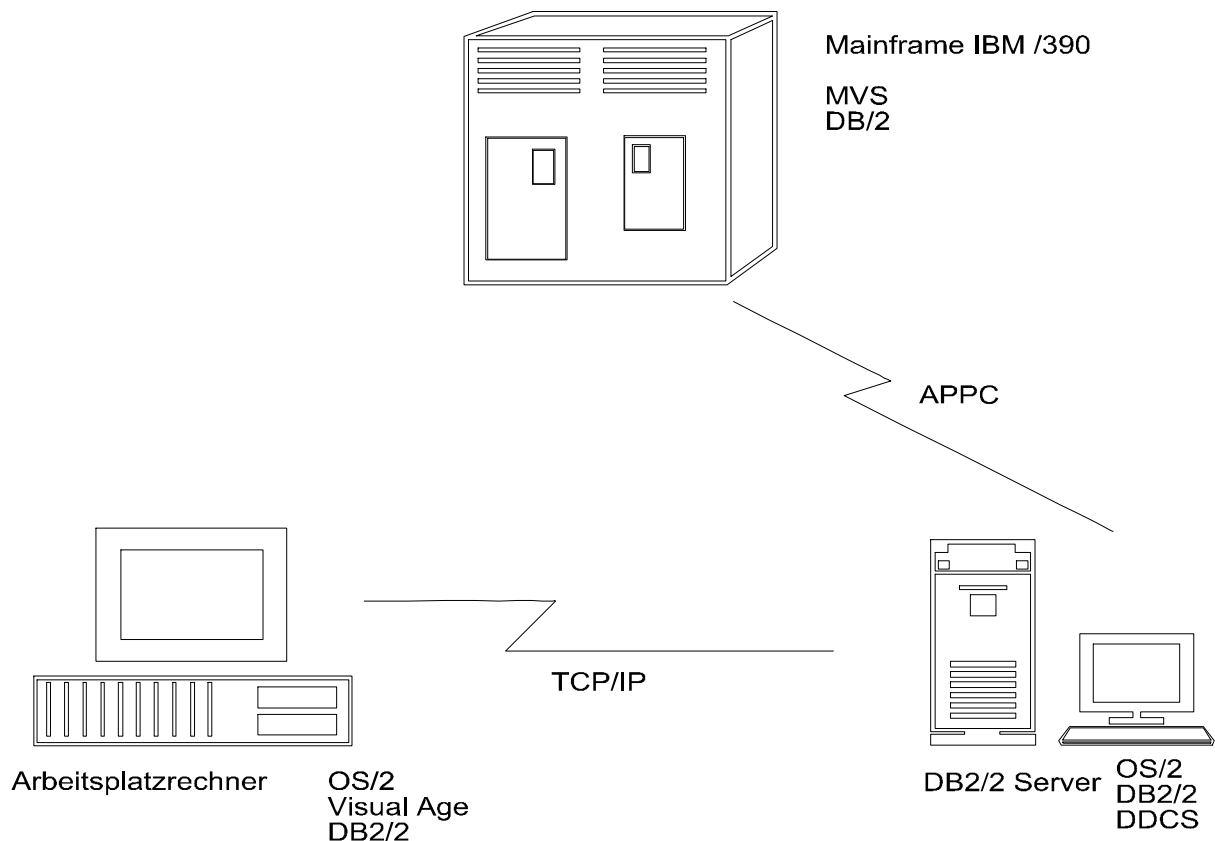 Mainframe IBM /390
MVS
DB/2
APPC
TCP/IP
Arbeitsplatzrechner
OS/2
Visual Age
DB2/2
DB2/2 Server
OS/2
DB2/2
DDCS